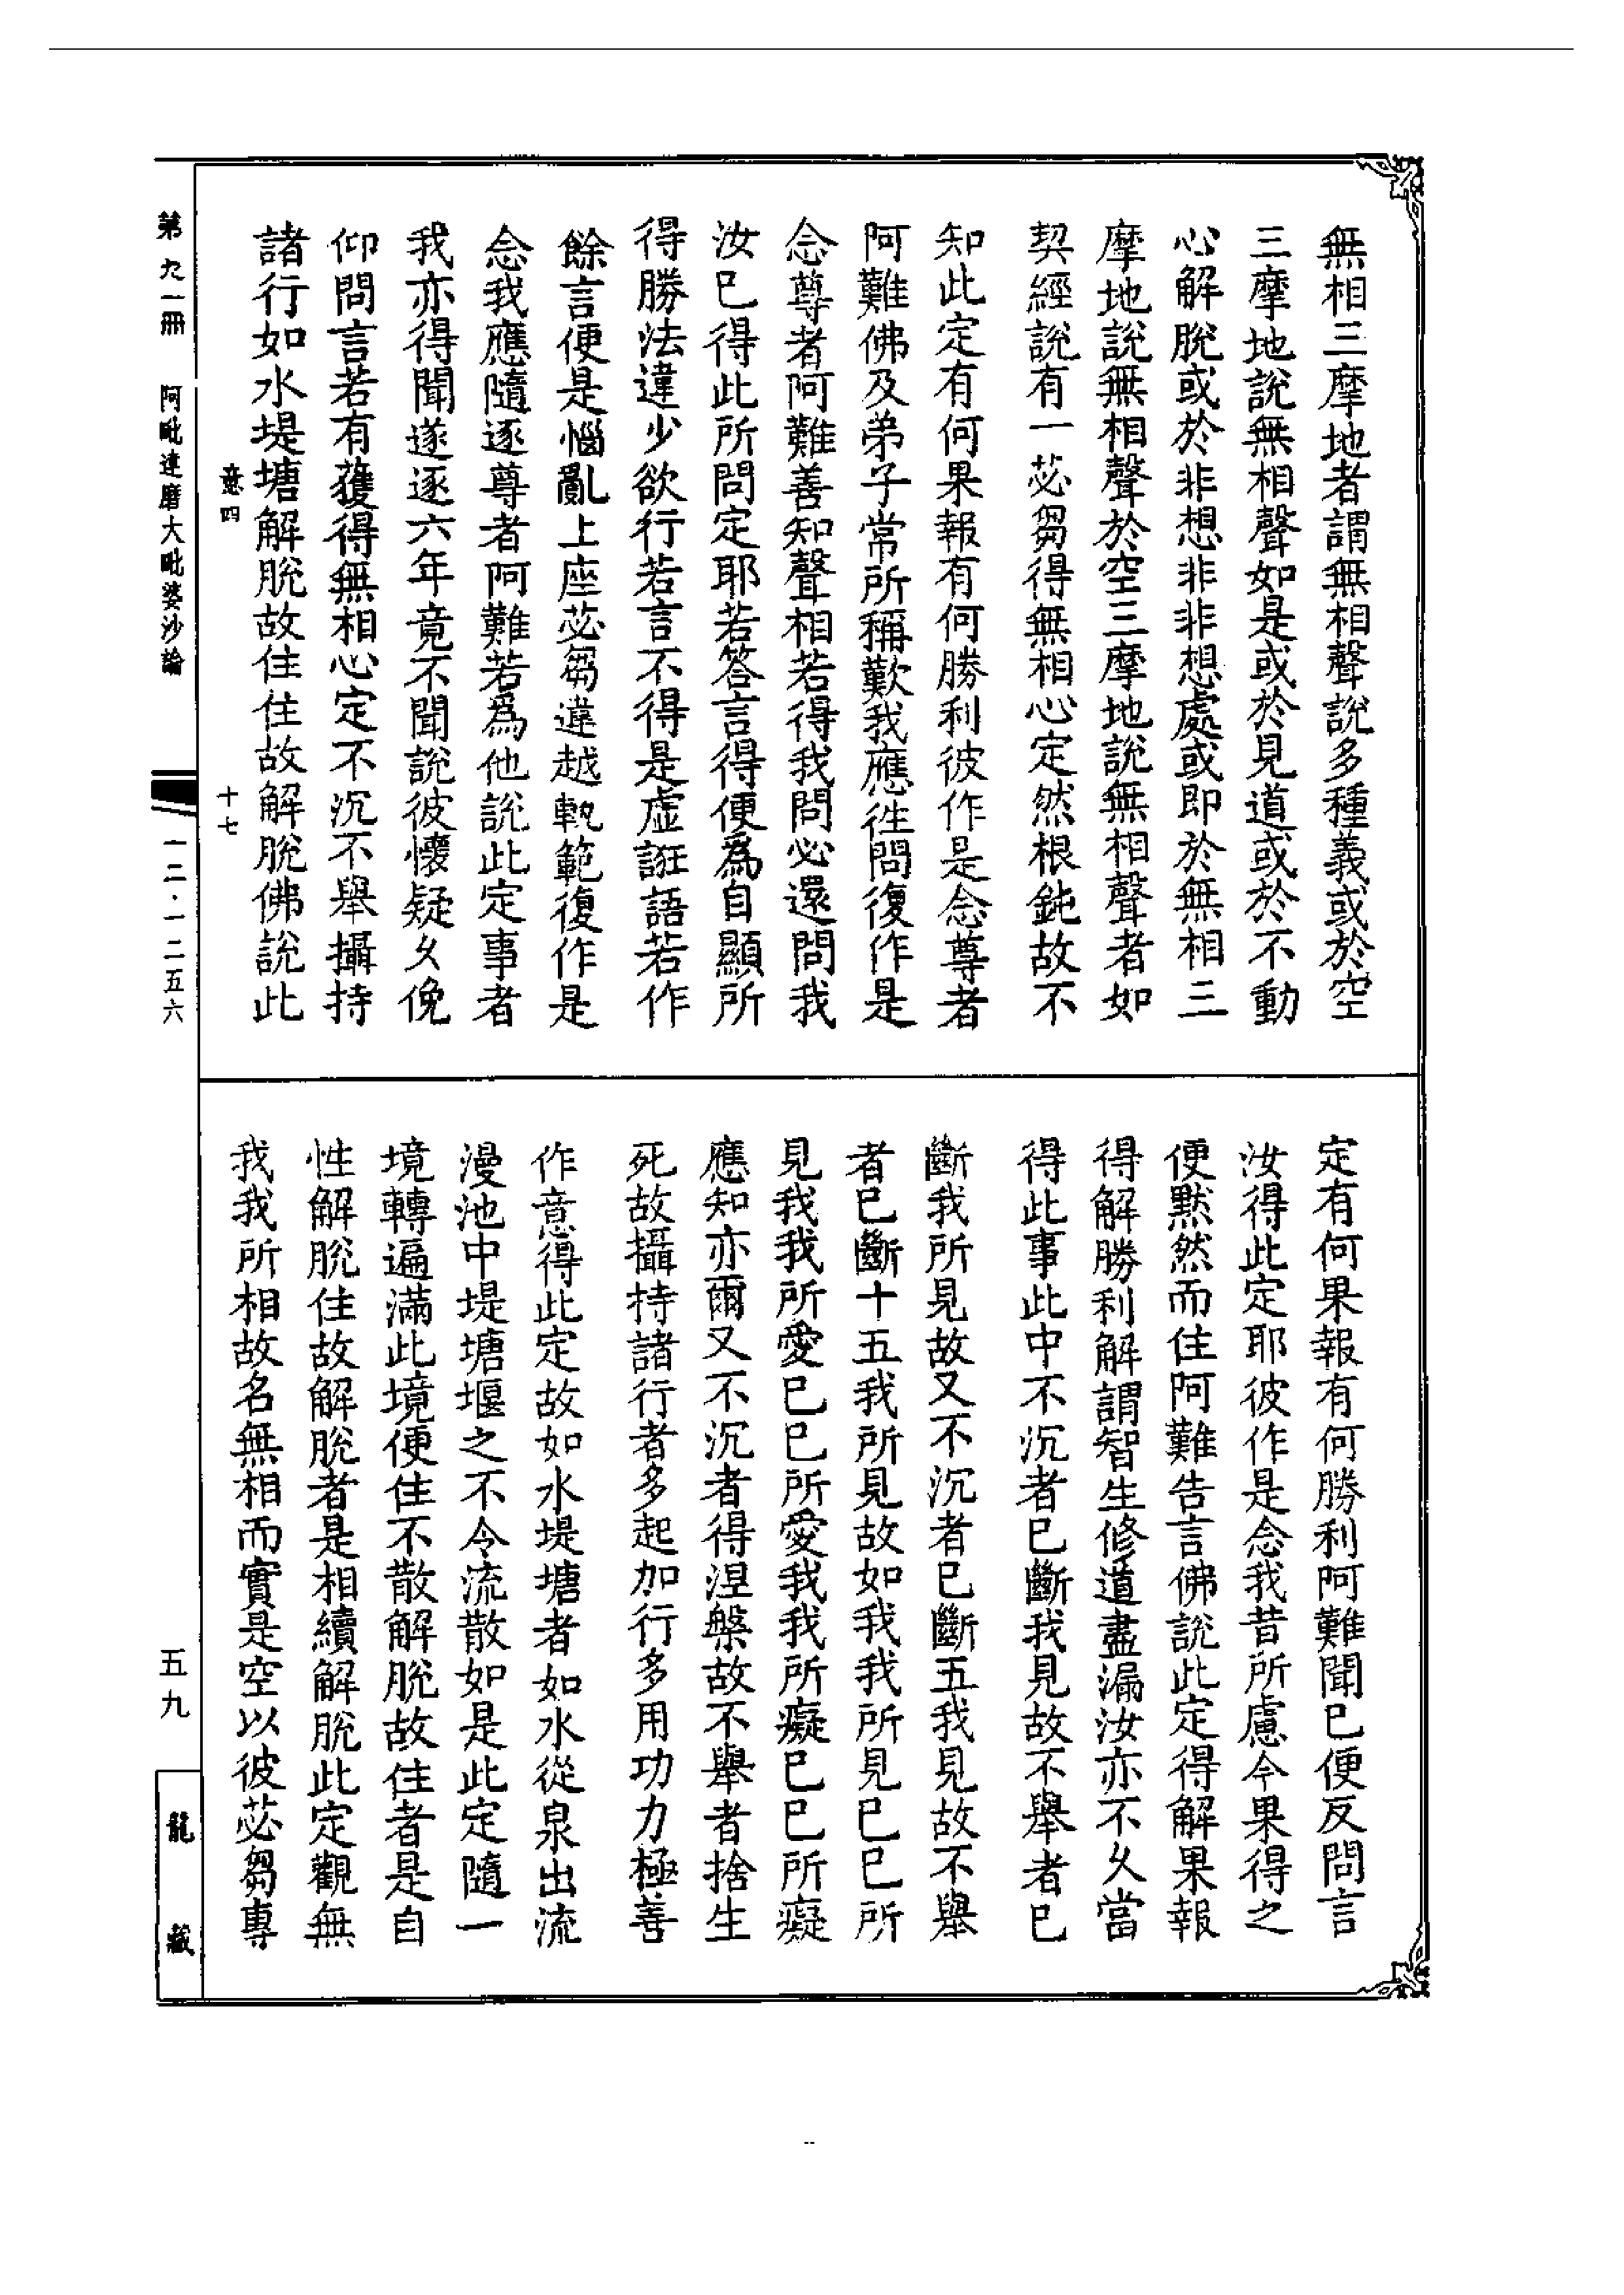 無相三摩地者謂無相聲說多種義或於空
三摩地說無相聲如是或於見道或於不動
心解脫或於非想非非想處或即於無相三
摩地說無相聲於空三摩地說無相聲者如
契經說有一苾芻得無相心定然根鈍故不
知此定有何果報有何勝利彼作是念尊者
阿難佛及弟子常所稱歎我應往問復作是
念尊者阿難善知聲相若得我問必還問我
汝已得此所問定耶若答言得便為自顯所
得勝法違少欲行若言不得是虛誑語若作
餘言便是惱亂上座苾芻違越軌範復作是
念我應隨逐尊者阿難若為他說此定事者
我亦得聞遂逐六年竟不聞說彼懷疑久俛
仰問言若有獲得無相心定不沉不舉攝持
諸行如水堤塘解脫故住住故解脫佛說此
意四
十七
定有何果報有何勝利阿難聞已便反問言
汝得此定耶彼作是念我昔所慮今果得之
便默然而住阿難告言佛說此定得解果報
得解勝利解謂智生修道盡漏汝亦不久當
得此事此中不沉者已斷我見故不舉者已
斷我所見故又不沉者已斷五我見故不舉
者已斷十五我所見故如我我所見已已所
見我我所愛已已所愛我我所癡已已所癡
應知亦爾又不沉者得涅槃故不舉者捨生
死故攝持諸行者多起加行多用功力極善
作意得此定故如水堤塘者如水從泉出流
漫池中堤塘堰之不令流散如是此定隨一
境轉遍滿此境便住不散解脫故住者是自
性解脫住故解脫者是相續解脫此定觀無
我我所相故名無相而實是空以彼苾芻專
第九一冊
阿毗達磨大毗婆沙論
一二·一二五六
五九
龍藏